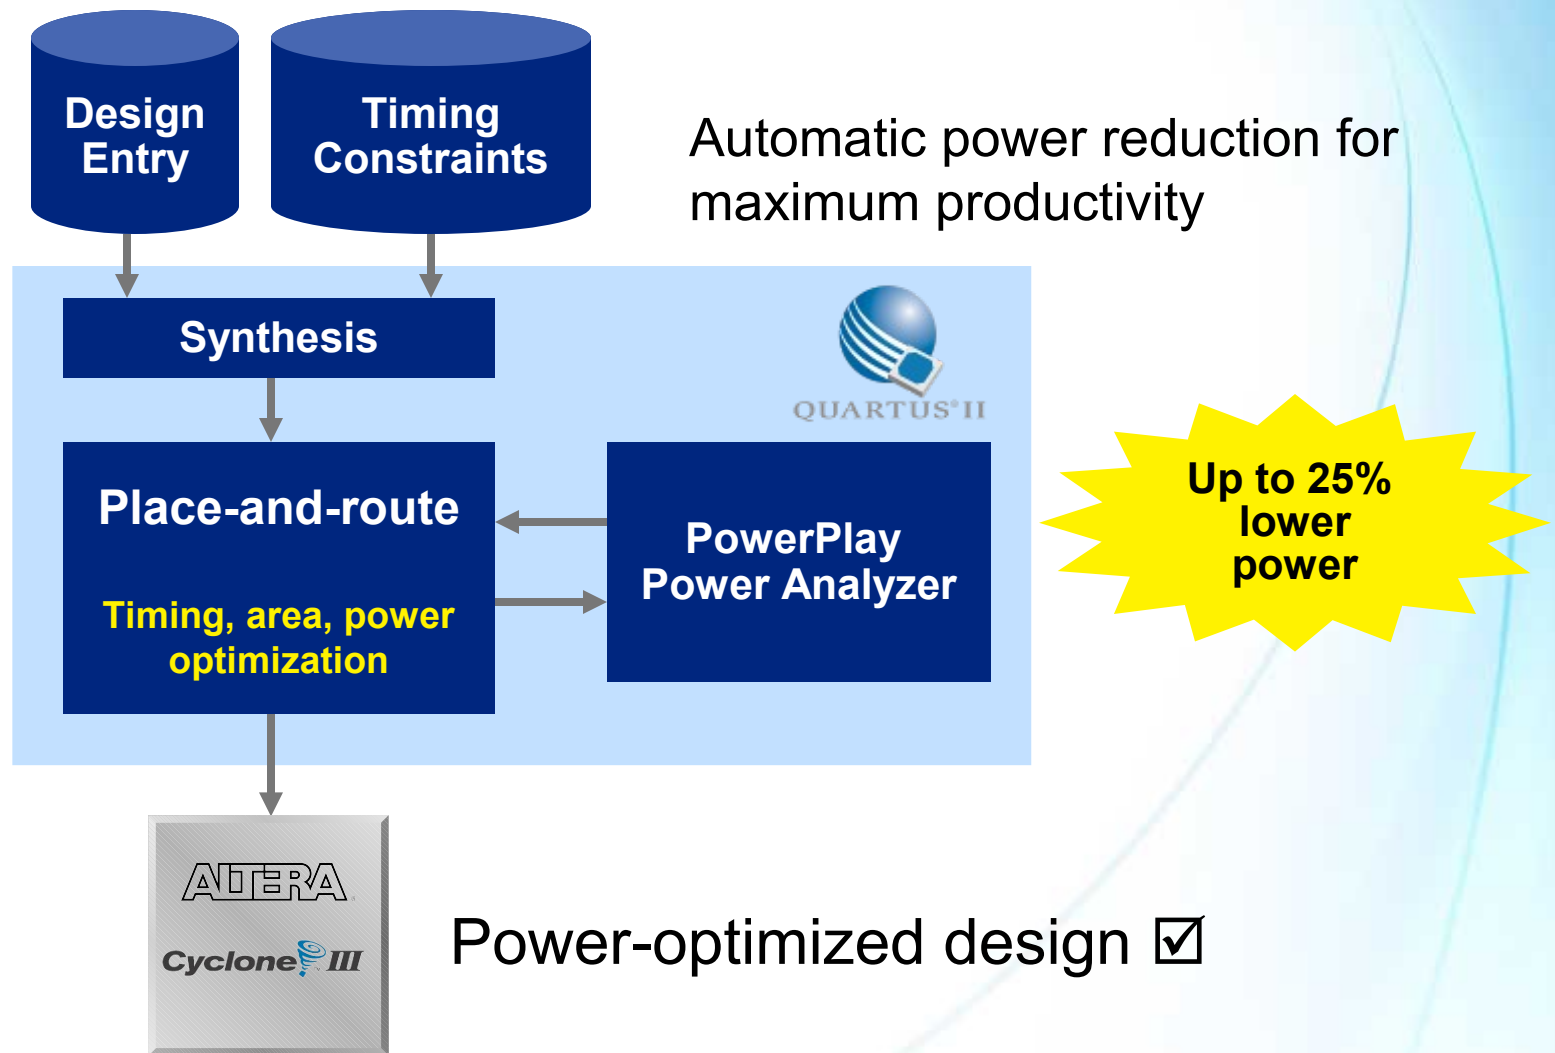 Design
Entry
Timing
Constraints
Automatic power reduction for
maximum productivity
Synthesis
QUARTUS® II
Place-and-route
Timing, area, power
optimization
PowerPlay
Power Analyzer
Up to 25%
lower
power
ALTERA®
Cyclone III
Power-optimized design ☑